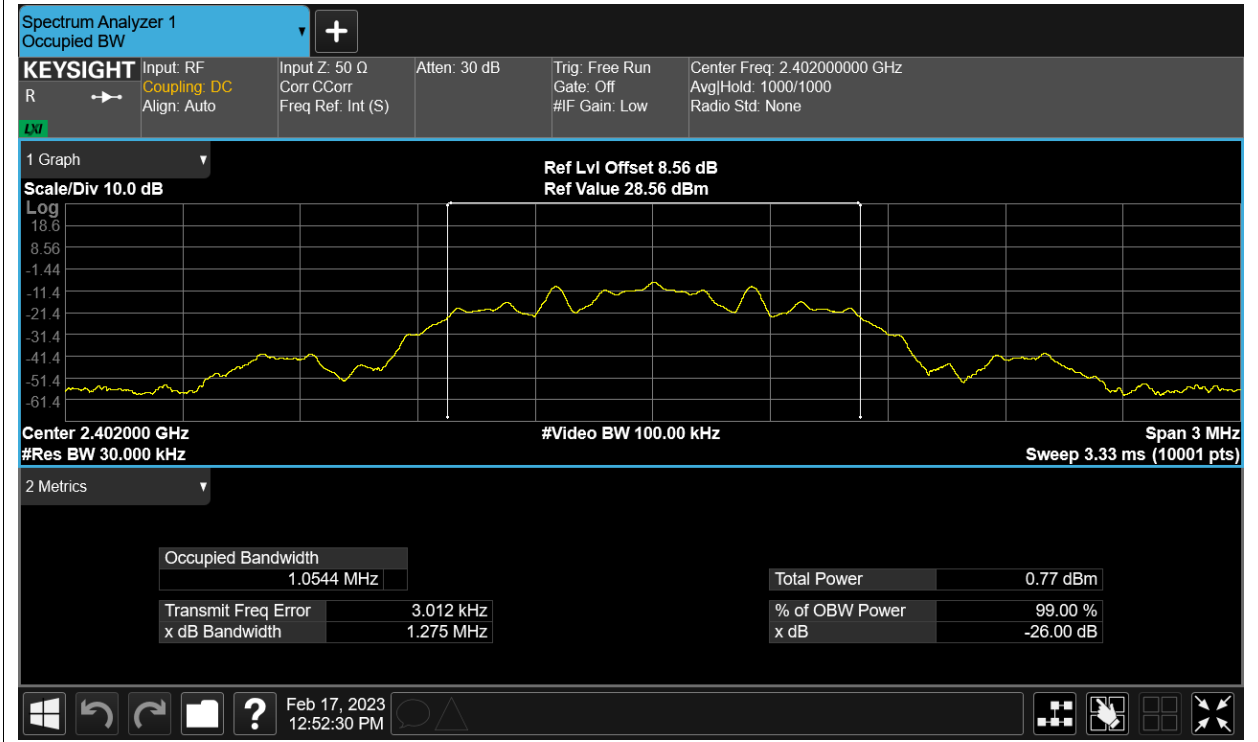 Spectrum Analyzer 1
Occupied BW
KEYSIGHT
R
LXI
Input: RF
Coupling: DC
Align: Auto
Input Z: 50 Ω
Corr CCorr
Freq Ref: Int (S)
Atten: 30 dB
Trig: Free Run
Gate: Off
#IF Gain: Low
Center Freq: 2.402000000 GHz
Avg|Hold: 1000/1000
Radio Std: None
1 Graph
Scale/Div 10.0 dB
Ref Lvl Offset 8.56 dB
Ref Value 28.56 dBm
Log
18.6
8.56
-1.44
-11.4
-21.4
-31.4
-41.4
-51.4
-61.4
Center 2.402000 GHz
#Video BW 100.00 kHz
Span 3 MHz
#Res BW 30.000 kHz
Sweep 3.33 ms (10001 pts)
2 Metrics
Occupied Bandwidth
1.0544 MHz
Total Power 0.77 dBm
Transmit Freq Error 3.012 kHz
% of OBW Power 99.00 %
x dB Bandwidth 1.275 MHz
x dB -26.00 dB
?
Feb 17, 2023
12:52:30 PM